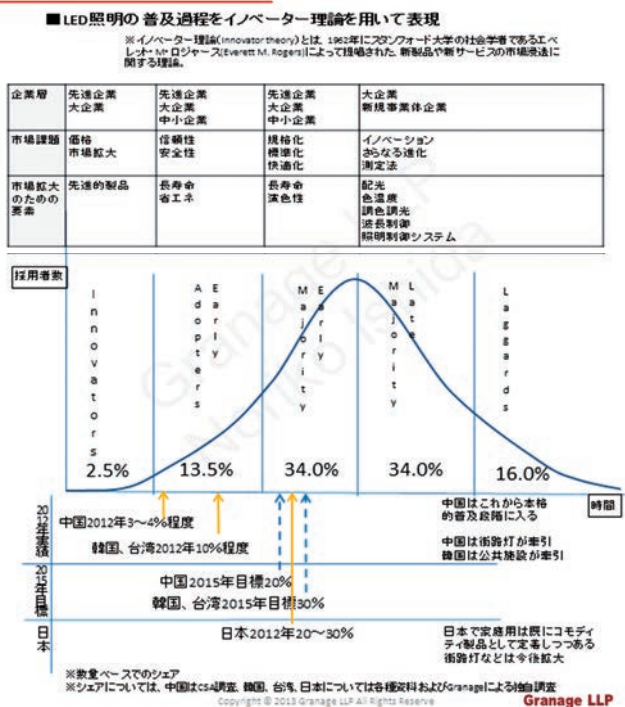 ■LED照明の普及過程をイノベーター理論を用いて表現
※イノベーター理論(Innovator theory)とは、1962年にスタンフォード大学の社会学者であるエベ
レット・M・ロジャース(Everett M. Rogers)によって提唱された、新製品や新サービスの市場浸透に
関する理論。
企業層
先進企業
大企業
先進企業
大企業
中小企業
先進企業
大企業
中小企業
大企業
新規事業体企業
市場課題
価格
市場拡大
信頼性
安全性
規格化
標準化
快適化
イノベーション
さらなる進化
測定法
市場拡大
のための
要素
先進的製品
長寿命
省エネ
長寿命
演色性
配光
色温度
調色調光
波長制御
照明制御システム
採用者数
Innovators
Early
Adopters
Early
Majority
Late
Majority
Laggards
2.5%
13.5%
34.0%
34.0%
16.0%
時間
2012年実績
中国2012年3~4%程度
韓国、台湾2012年10%程度
中国はこれから本格
的普及段階に入る
中国は街路灯が牽引
韓国は公共施設が牽引
2015年目標
中国2015年目標20%
韓国、台湾2015年目標30%
日本
日本2012年20~30%
日本で家庭用は既にコモディ
ティ製品として定着しつつある
街路灯などは今後拡大
※数量ベースでのシェア
※シェアについては、中国はCSA調査、韓国、台湾、日本については各種資料およびGranageによる独自調査
Copyright © 2013 Granage LLP All Rights Reserve
Granage LLP
Granage LLP
Noriko Ishida